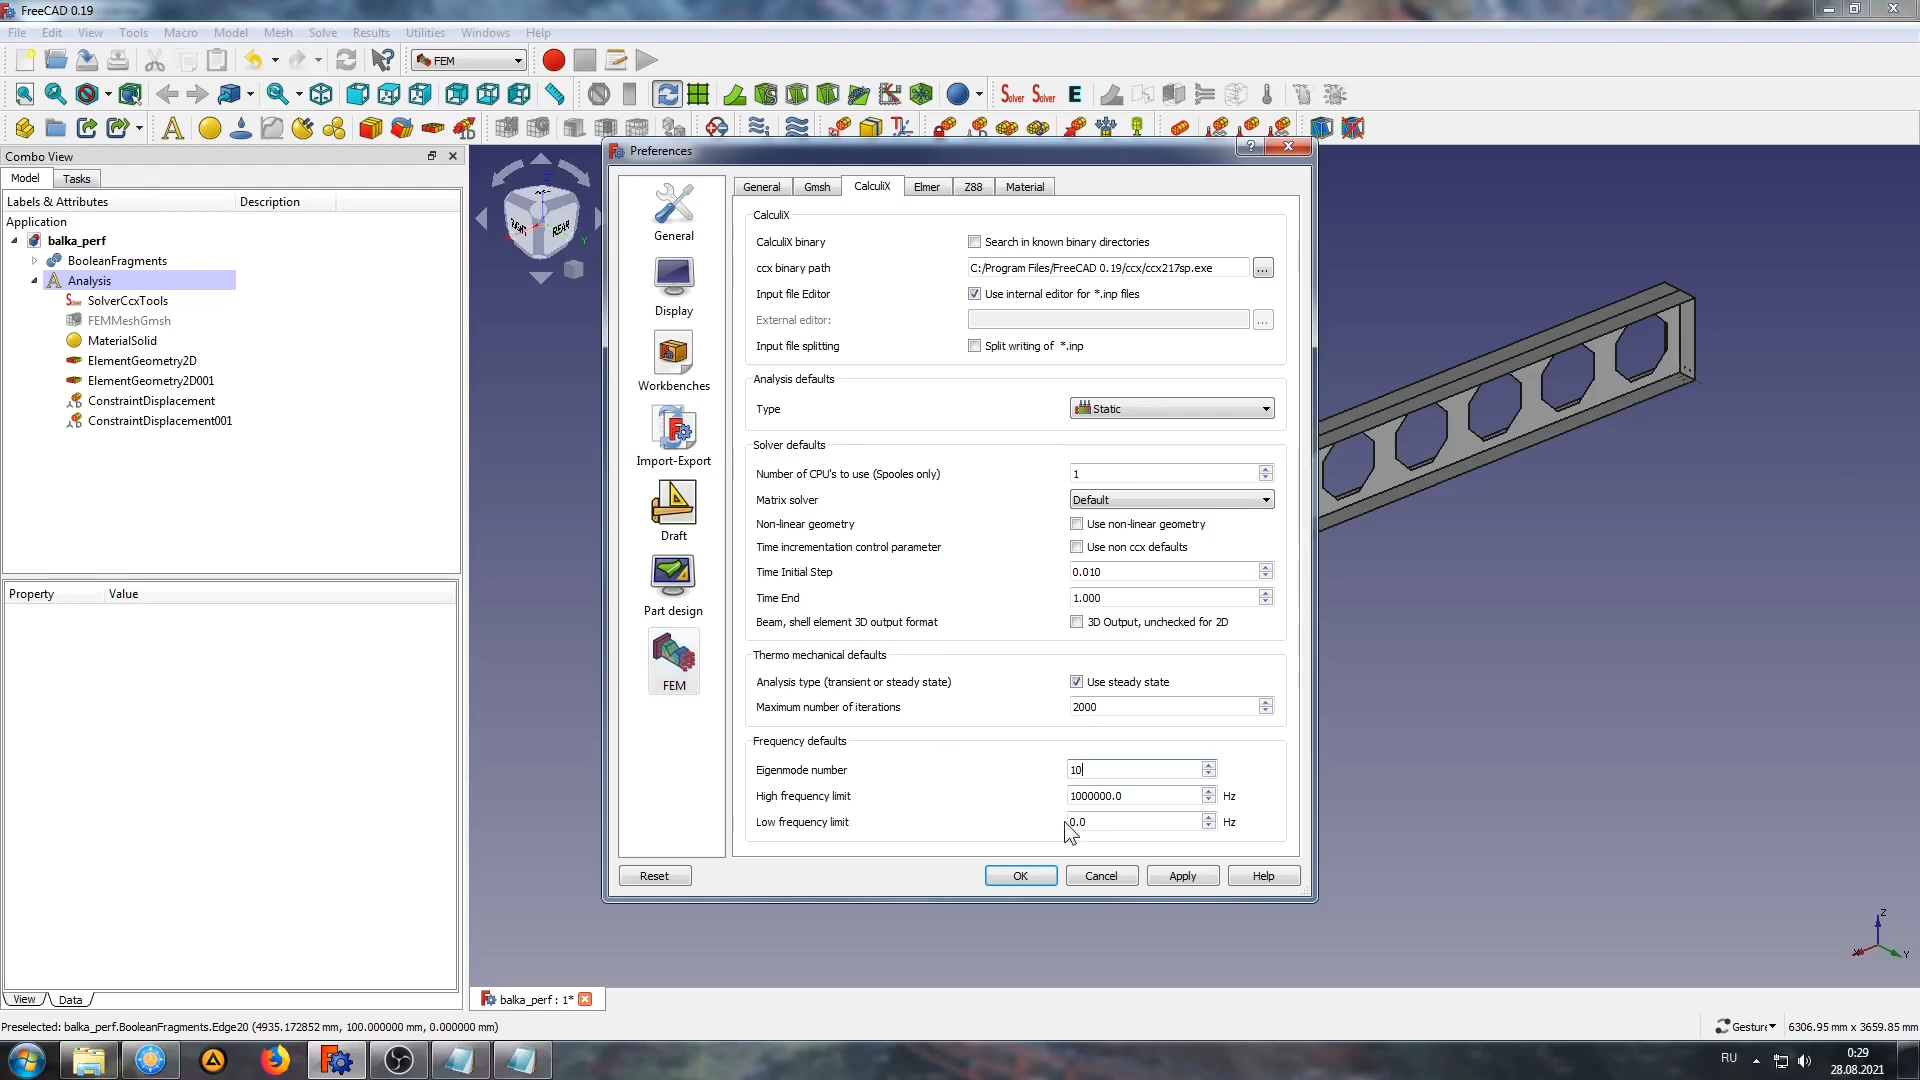 FreeCAD 0.19
File Edit View Tools Macro Model Mesh Solve Results Utilities Windows Help
FEM
Solver Solver E
Combo View
Model Tasks
Labels & Attributes Description
Application
balka_perf
BooleanFragments
Analysis
SolverCcxTools
FEMMeshGmsh
MaterialSolid
ElementGeometry2D
ElementGeometry2D001
ConstraintDisplacement
ConstraintDisplacement001
Property Value
View Data
RIGHT REAR
Z
Y
Preferences
General
Display
Workbenches
Import-Export
Draft
Part design
FEM
General Gmsh CalculiX Elmer Z88 Material
CalculiX
CalculiX binary Search in known binary directories
ccx binary path C:/Program Files/FreeCAD 0.19/ccx/ccx217sp.exe ...
Input file Editor Use internal editor for *.inp files
External editor: ...
Input file splitting Split writing of *.inp
Analysis defaults
Type Static
Solver defaults
Number of CPU's to use (Spooles only) 1
Matrix solver Default
Non-linear geometry Use non-linear geometry
Time incrementation control parameter Use non ccx defaults
Time Initial Step 0.010
Time End 1.000
Beam, shell element 3D output format 3D Output, unchecked for 2D
Thermo mechanical defaults
Analysis type (transient or steady state) Use steady state
Maximum number of iterations 2000
Frequency defaults
Eigenmode number 10
High frequency limit 1000000.0 Hz
Low frequency limit 0.0 Hz
Reset OK Cancel Apply Help
Z
X Y
balka_perf : 1*
Preselected: balka_perf.BooleanFragments.Edge20 (4935.172852 mm, 100.000000 mm, 0.000000 mm)
Gesture 6306.95 mm x 3659.85 mm
RU 0:29
28.08.2021